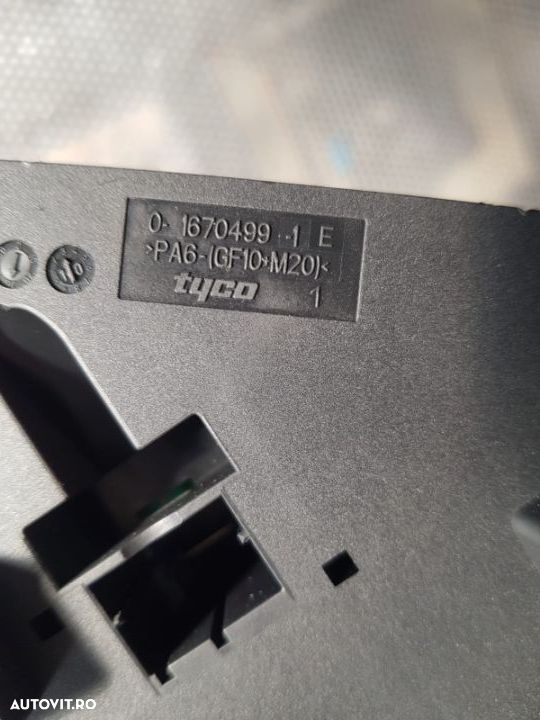 0- 1670499 -1 E
>PA6-(GF10+M20)<
tyco 1
AUTOVIT.RO